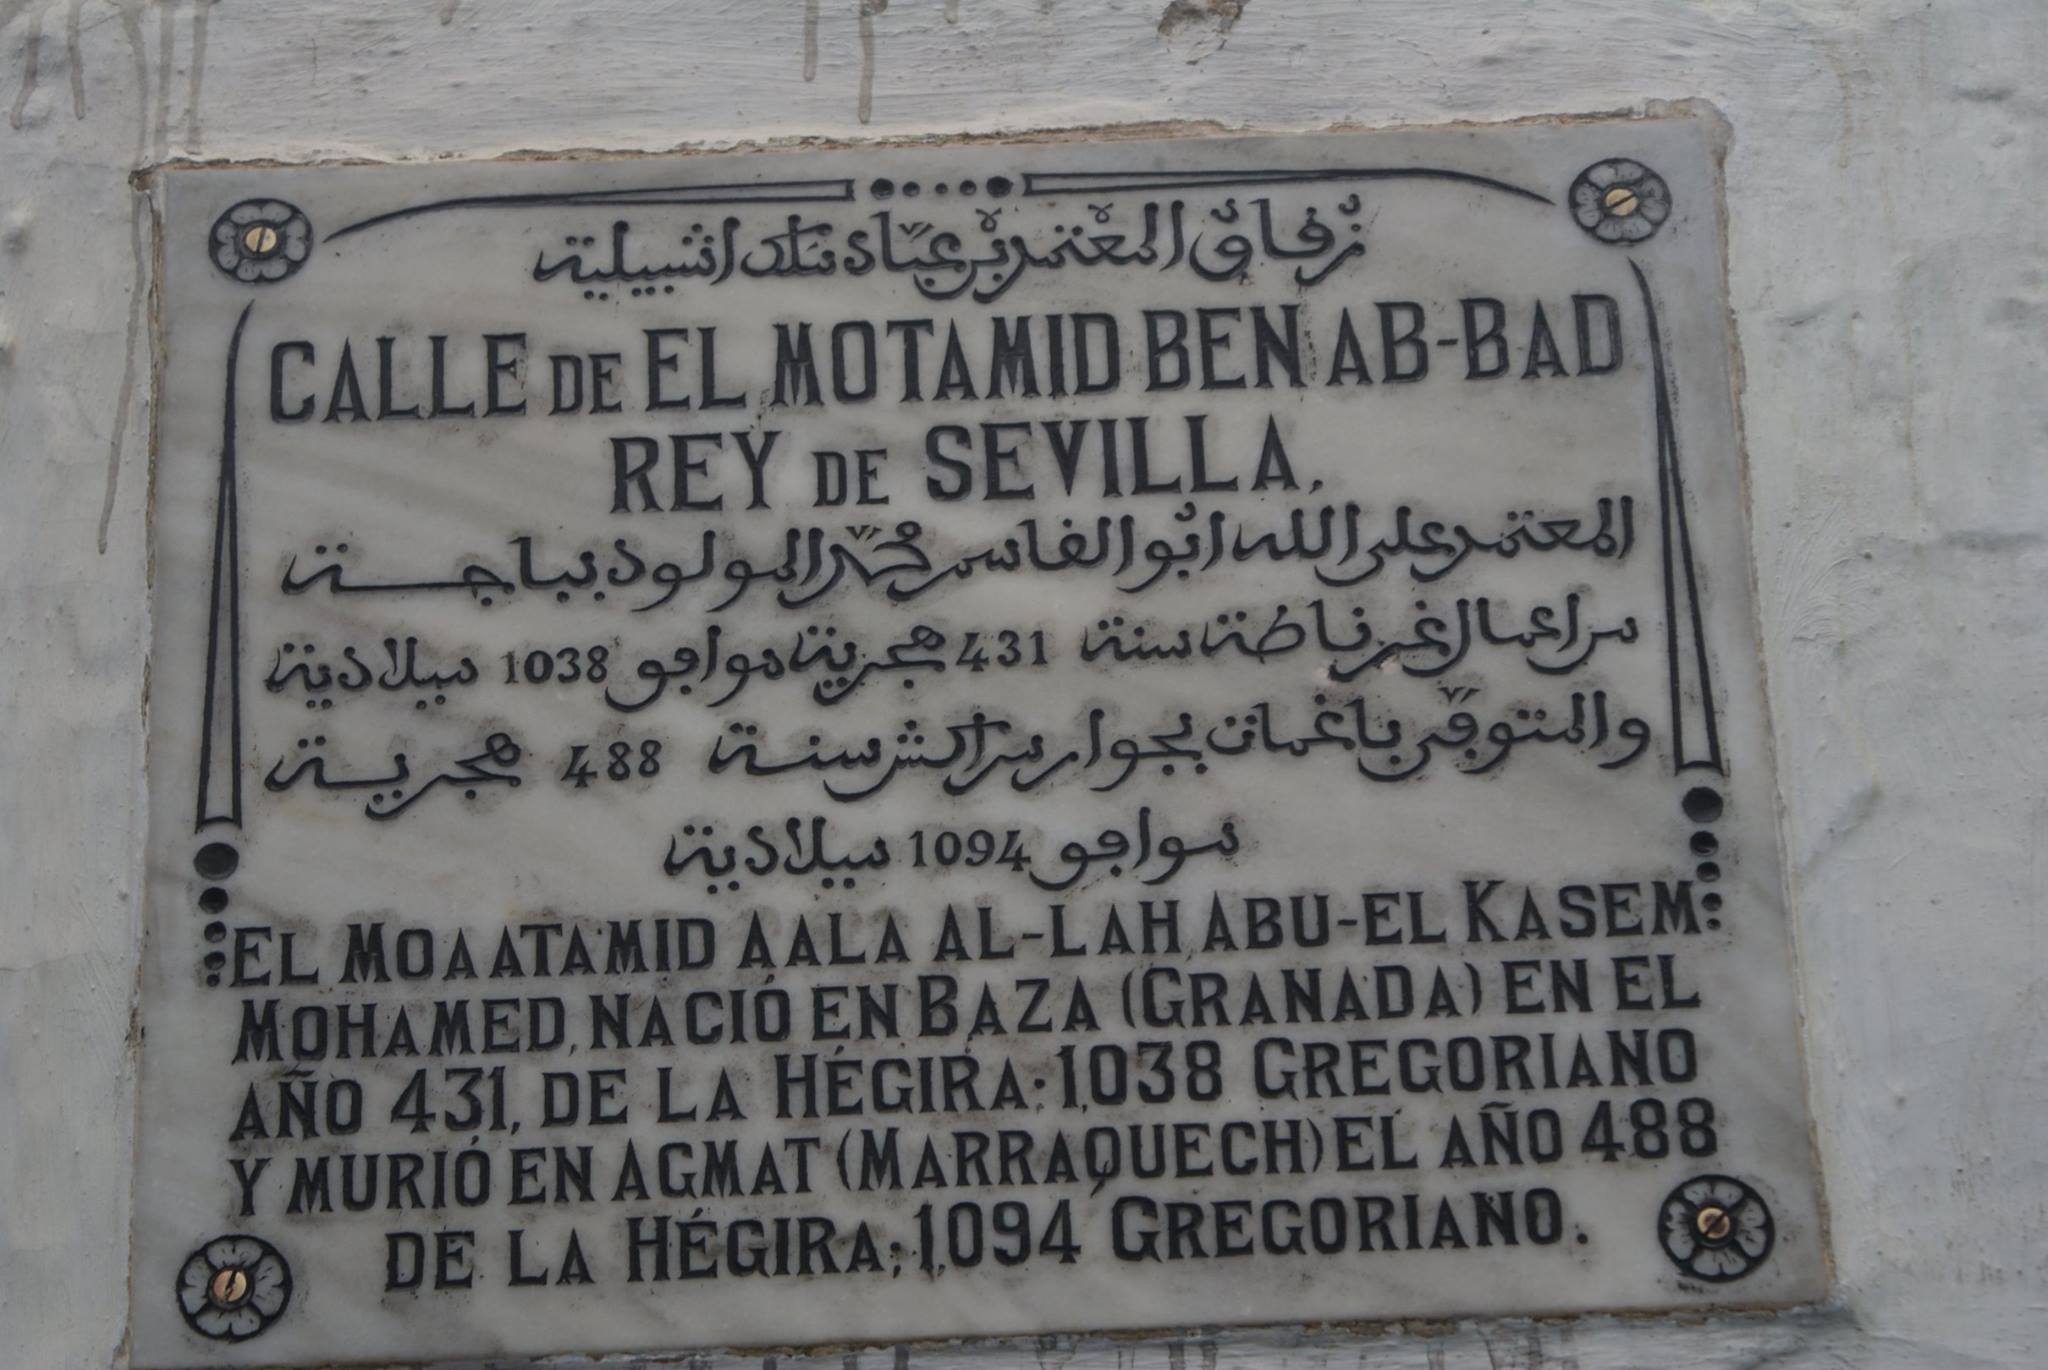 زقاق المعتمد بن عباد ملك اشبيلية
CALLE DE EL MOTAMID BEN AB-BAD
REY DE SEVILLA.
المعتمد على الله ابو القاسم محمد المولود بباجة
من اعمال غرناطة سنة 431 هجرية موافق 1038 ميلادية
والمتوفى باغمات بجوار مراكش سنة 488 هجرية
موافق 1094 ميلادية
EL MOAATAMID AALA AL-LAH ABU-EL KASEM
MOHAMED, NACIÓ EN BAZA (GRANADA) EN EL
AÑO 431, DE LA HÉGIRA; 1,038 GREGORIANO
Y MURIÓ EN AGMAT (MARRAQUECH) EL AÑO 488
DE LA HÉGIRA; 1,094 GREGORIANO.